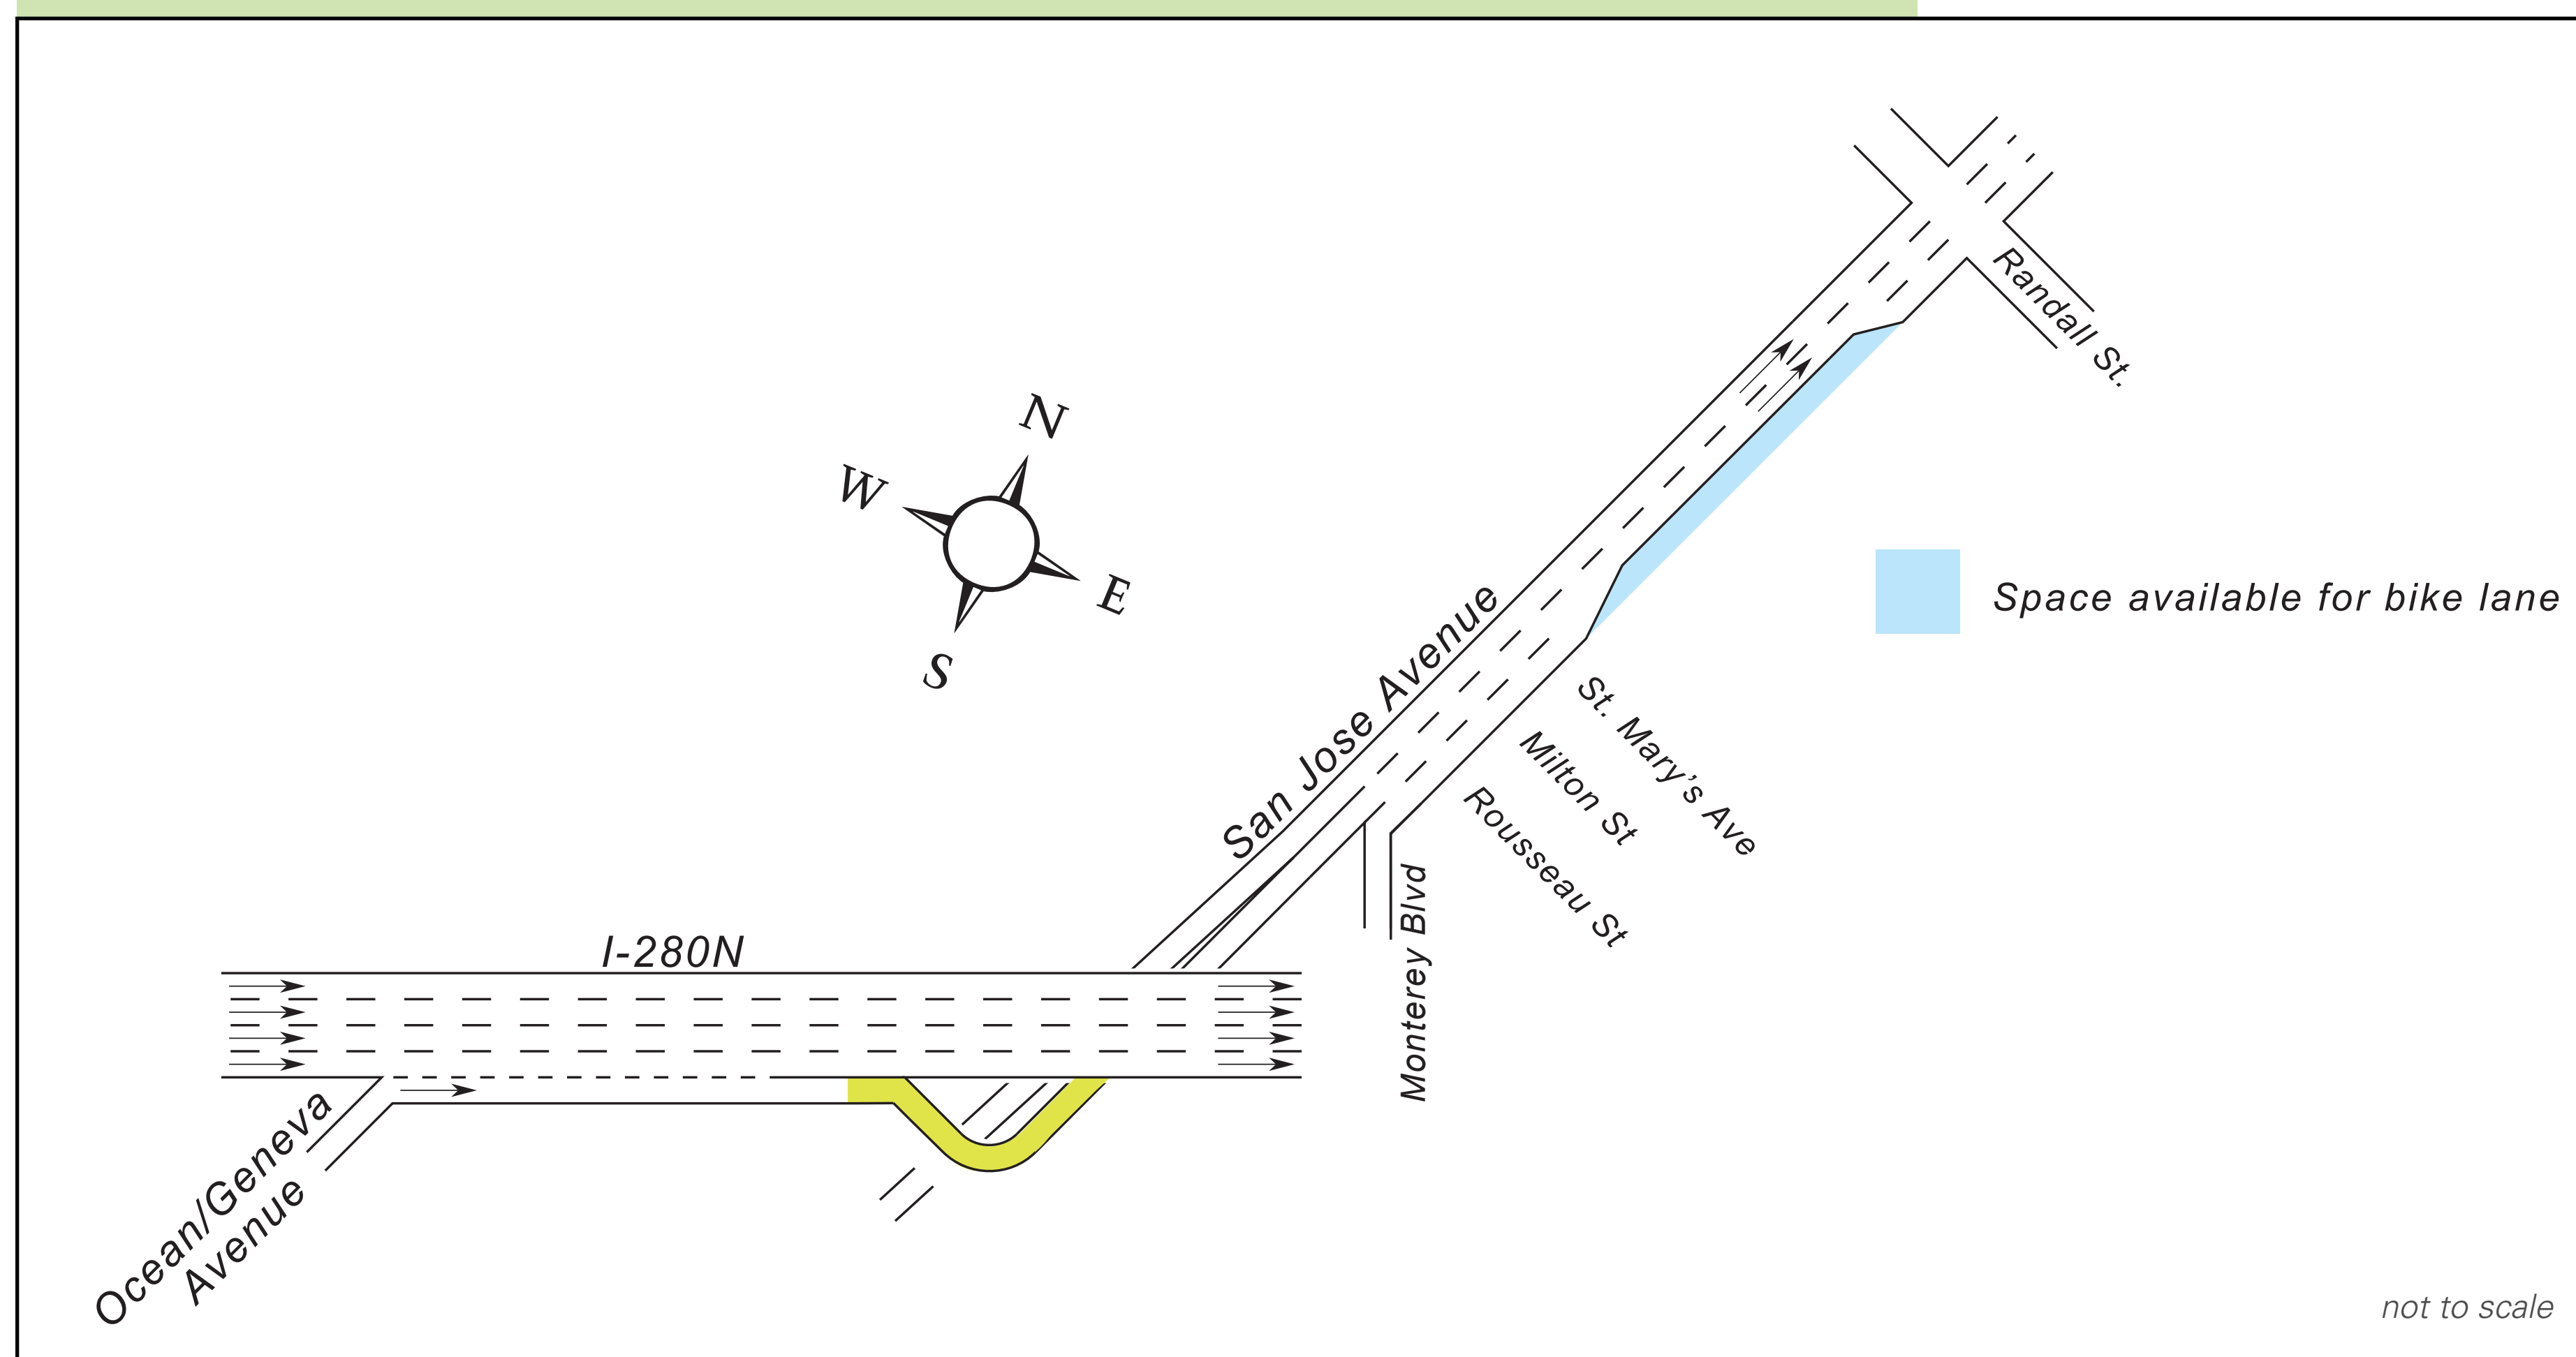 Randall St.
N
W
E
S
Space available for bike lane
San Jose Avenue
St. Mary's Ave
Milton St
Rousseau St
Monterey Blvd
I-280N
Ocean/Geneva
Avenue
not to scale